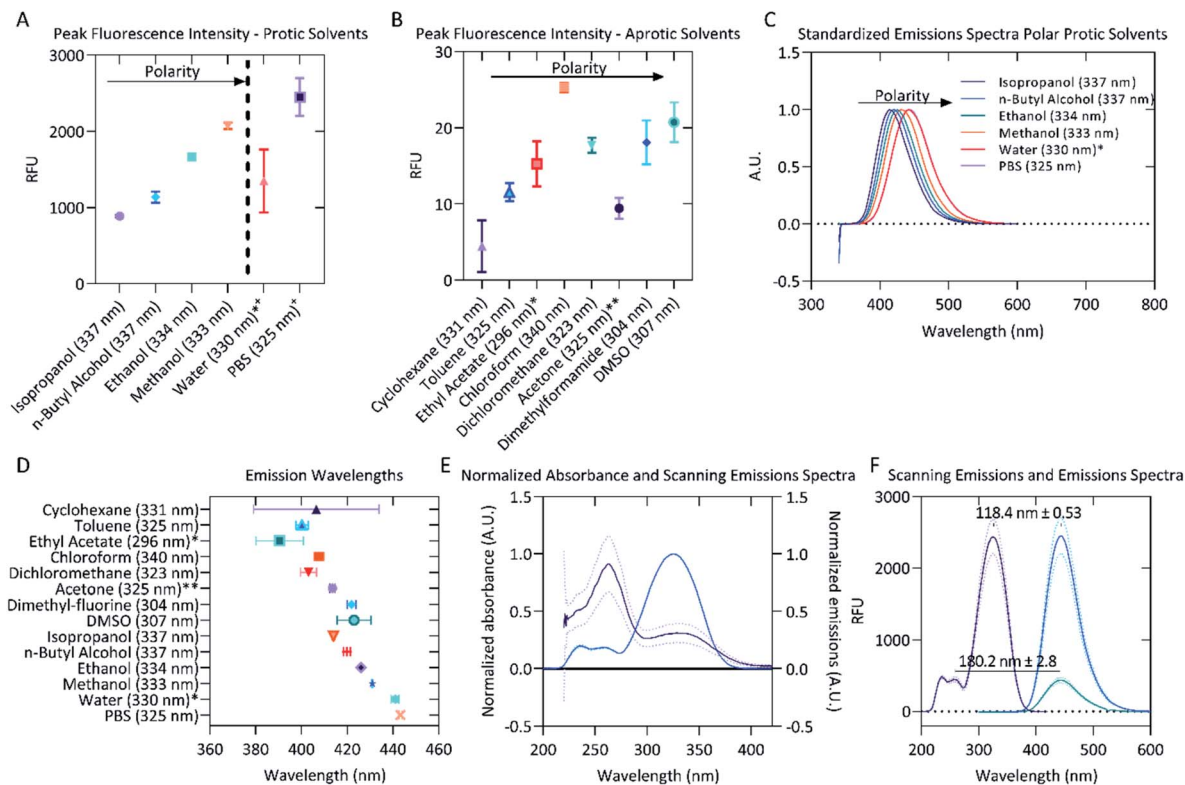 A
Peak Fluorescence Intensity - Protic Solvents
3000
2000
1000
0
RFU
Polarity
Isopropanol (337 nm)
n-Butyl Alcohol (337 nm)
Ethanol (334 nm)
Methanol (333 nm)
Water (330 nm)*⁺
PBS (325 nm)⁺
B
Peak Fluorescence Intensity - Aprotic Solvents
30
20
10
0
RFU
Polarity
Cyclohexane (331 nm)
Toluene (325 nm)
Ethyl Acetate (296 nm)*
Chloroform (340 nm)
Dichloromethane (323 nm)
Acetone (325 nm)**
Dimethylformamide (304 nm)
DMSO (307 nm)
C
Standardized Emissions Spectra Polar Protic Solvents
1.5
1.0
0.5
0.0
-0.5
A.U.
Polarity
Isopropanol (337 nm)
n-Butyl Alcohol (337 nm)
Ethanol (334 nm)
Methanol (333 nm)
Water (330 nm)*
PBS (325 nm)
300 400 500 600 700 800
Wavelength (nm)
D
Emission Wavelengths
Cyclohexane (331 nm)
Toluene (325 nm)
Ethyl Acetate (296 nm)*
Chloroform (340 nm)
Dichloromethane (323 nm)
Acetone (325 nm)**
Dimethyl-fluorine (304 nm)
DMSO (307 nm)
Isopropanol (337 nm)
n-Butyl Alcohol (337 nm)
Ethanol (334 nm)
Methanol (333 nm)
Water (330 nm)*
PBS (325 nm)
360 380 400 420 440 460
Wavelength (nm)
E
Normalized Absorbance and Scanning Emissions Spectra
Normalized absorbance (A.U.)
1.5
1.0
0.5
0.0
-0.5
1.5
1.0
0.5
0.0
-0.5
Normalized emissions (A.U.)
200 250 300 350 400
Wavelength (nm)
F
Scanning Emissions and Emissions Spectra
3000
2000
1000
0
RFU
118.4 nm ± 0.53
180.2 nm ± 2.8
200 300 400 500 600
Wavelength (nm)